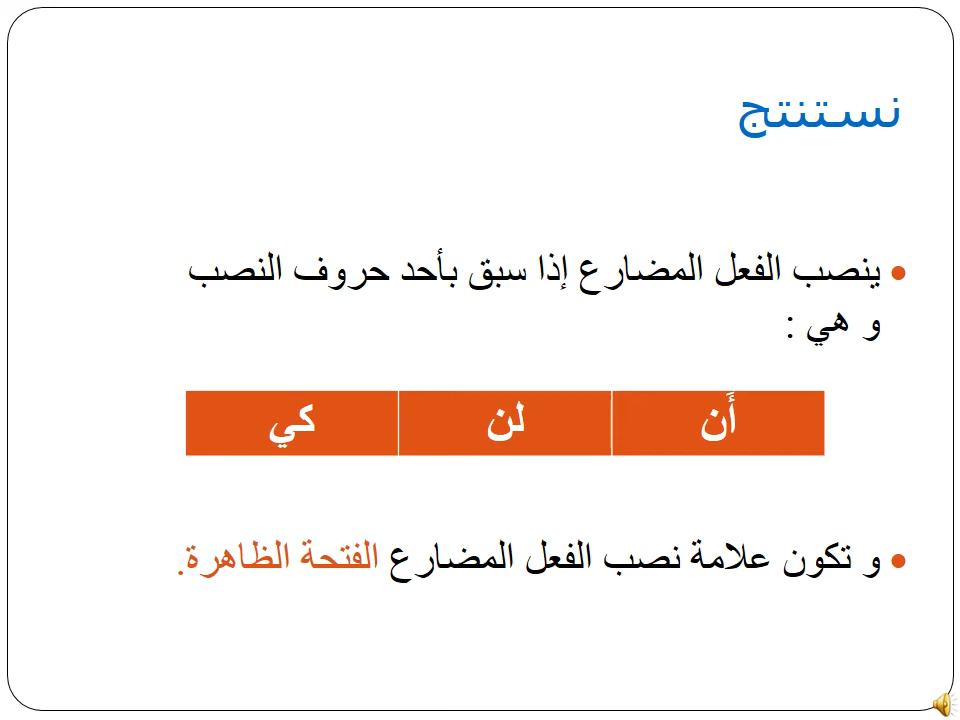 نستنتج
ينصب الفعل المضارع إذا سبق بأحد حروف النصب
و هي :
أَن لن كي
و تكون علامة نصب الفعل المضارع الفتحة الظاهرة.